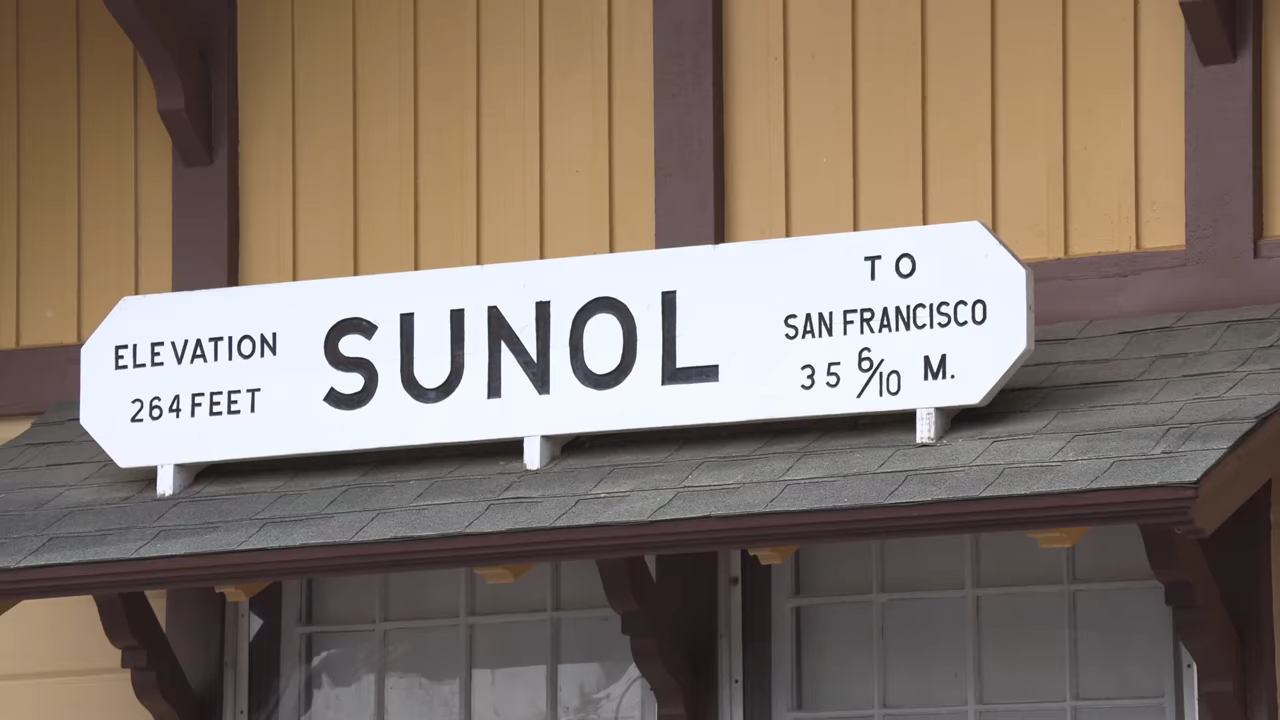 ELEVATION
264 FEET
SUNOL
TO
SAN FRANCISCO
35 6/10 M.